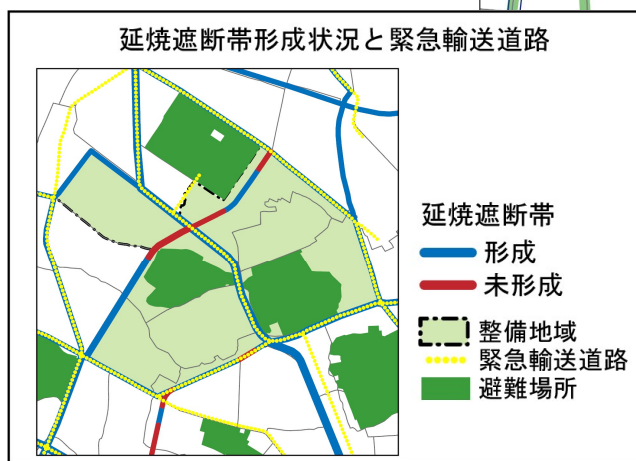 延焼遮断帯形成状況と緊急輸送道路
延焼遮断帯
形成
未形成
整備地域
緊急輸送道路
避難場所